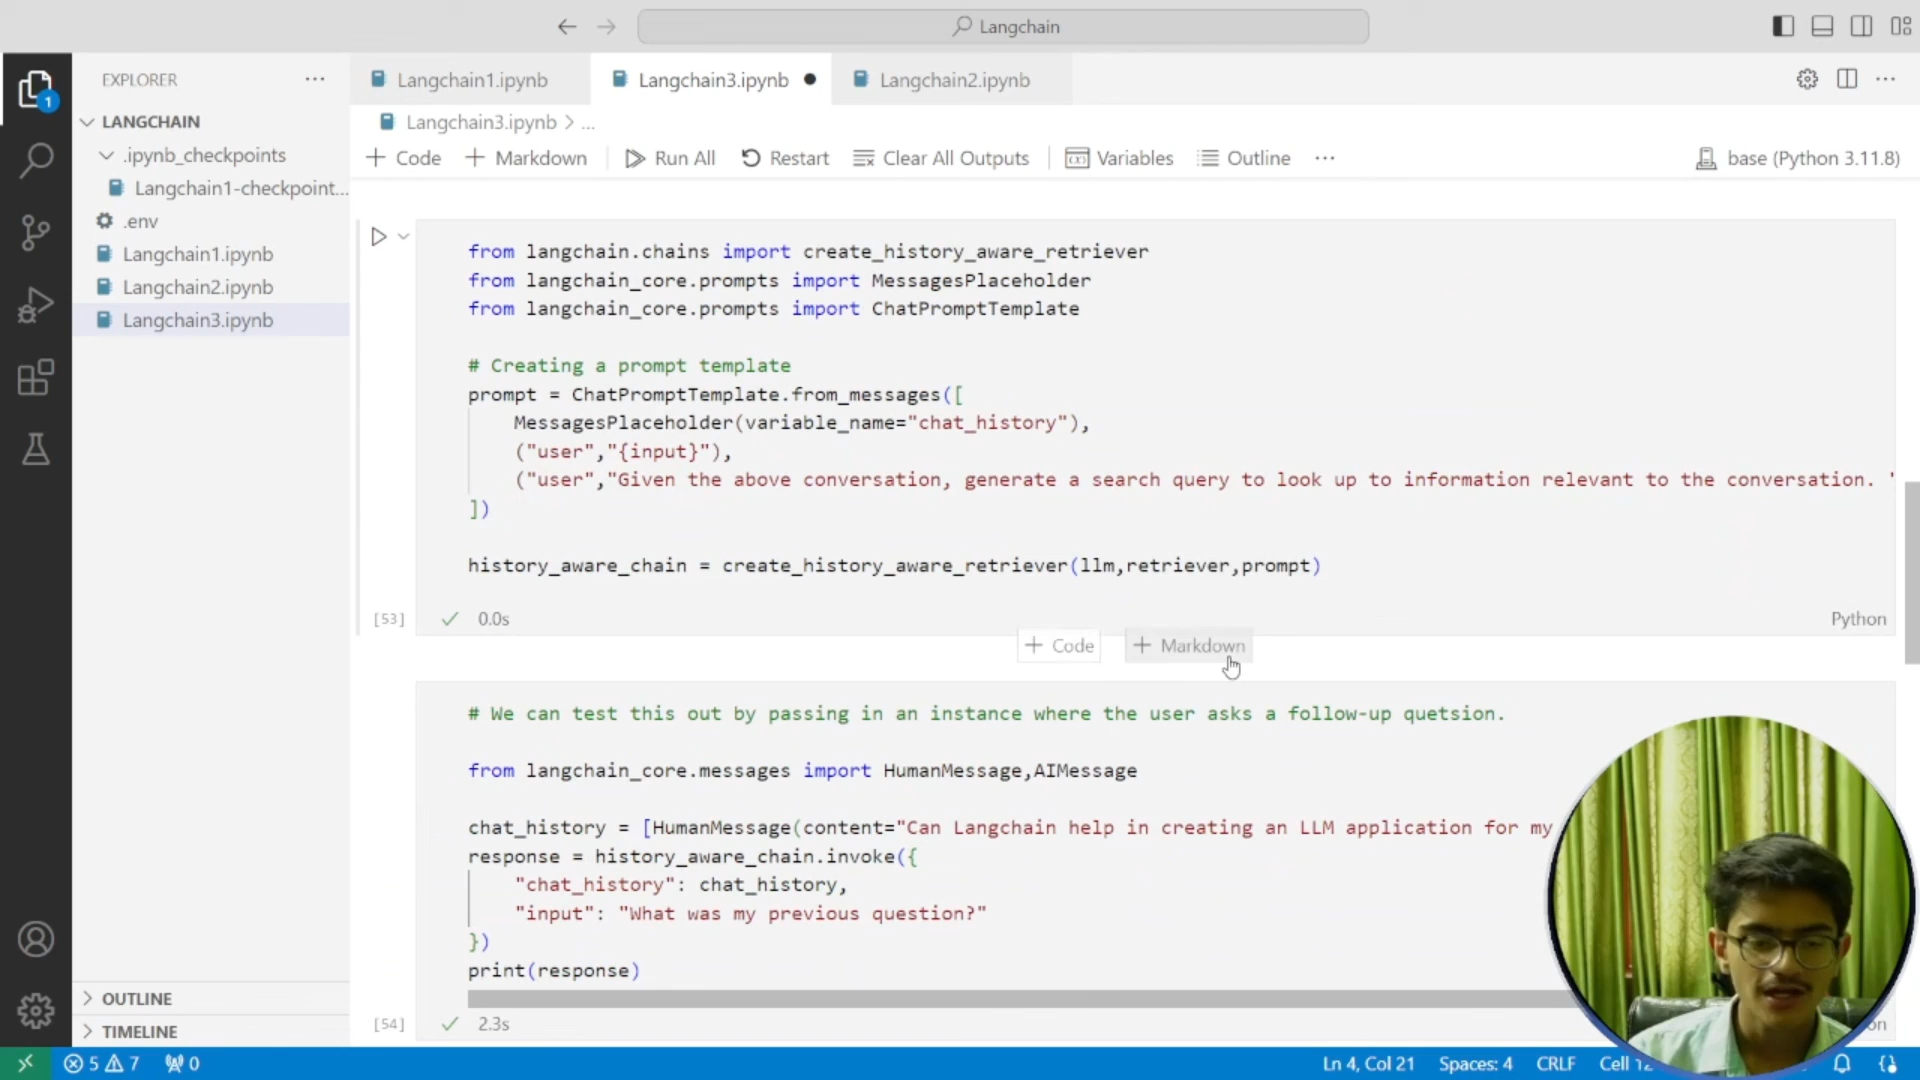 Langchain
EXPLORER
LANGCHAIN
.ipynb_checkpoints
Langchain1-checkpoint...
.env
Langchain1.ipynb
Langchain2.ipynb
Langchain3.ipynb
OUTLINE
TIMELINE
1
Langchain1.ipynb
Langchain3.ipynb
Langchain2.ipynb
Langchain3.ipynb > ...
Code
Markdown
Run All
Restart
Clear All Outputs
Variables
Outline
base (Python 3.11.8)
from langchain.chains import create_history_aware_retriever
from langchain_core.prompts import MessagesPlaceholder
from langchain_core.prompts import ChatPromptTemplate
# Creating a prompt template
prompt = ChatPromptTemplate.from_messages([
MessagesPlaceholder(variable_name="chat_history"),
("user","{input}"),
("user","Given the above conversation, generate a search query to look up to information relevant to the conversation. "
])
history_aware_chain = create_history_aware_retriever(llm,retriever,prompt)
[53]
0.0s
Python
+ Code
+ Markdown
# We can test this out by passing in an instance where the user asks a follow-up quetsion.
from langchain_core.messages import HumanMessage,AIMessage
chat_history = [HumanMessage(content="Can Langchain help in creating an LLM application for my
response = history_aware_chain.invoke({
"chat_history": chat_history,
"input": "What was my previous question?"
})
print(response)
[54]
2.3s
5
7
0
Ln 4, Col 21
Spaces: 4
CRLF
Cell